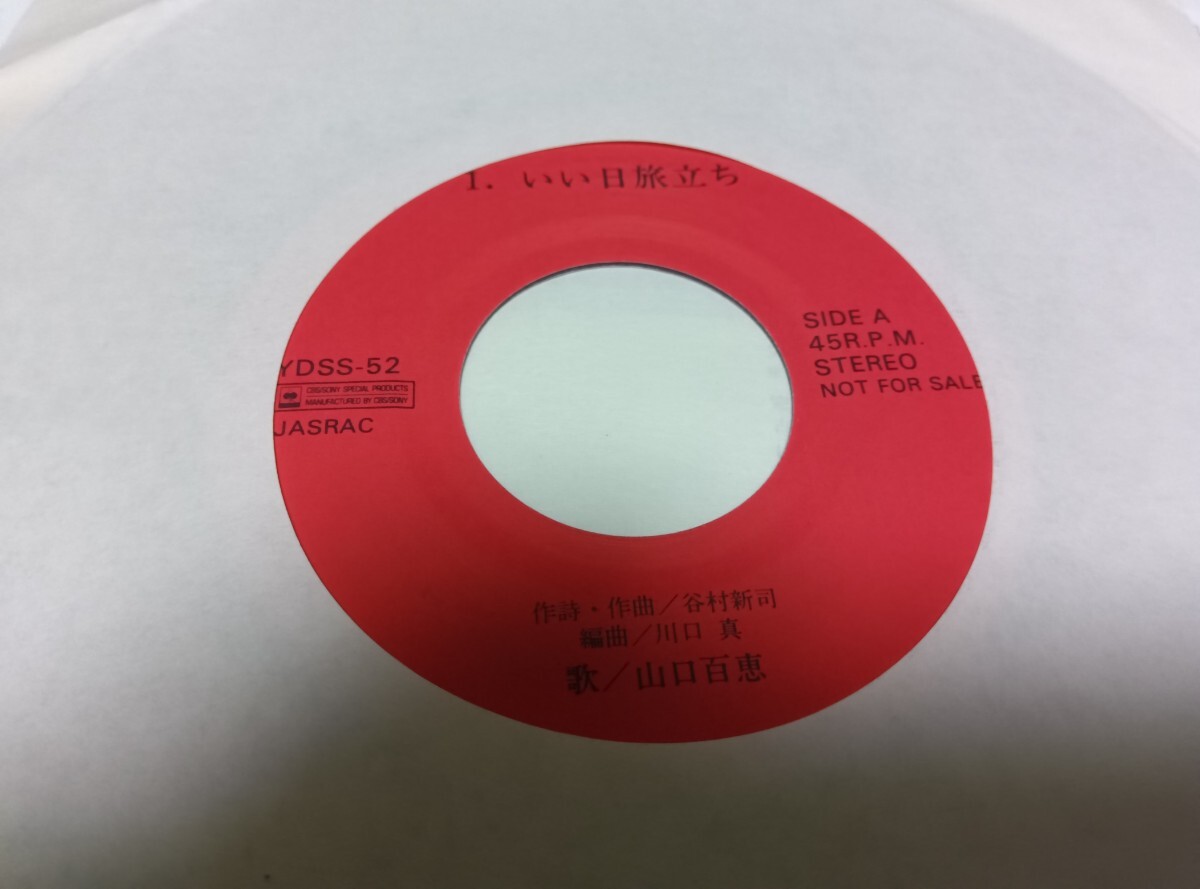 1. いい日旅立ち
SIDE A
45R.P.M.
STEREO
NOT FOR SALE
YDSS-52
CBS/SONY SPECIAL PRODUCTS
MANUFACTURED BY CBS/SONY
JASRAC
作詩・作曲/谷村新司
編曲/川口 真
歌/山口百恵